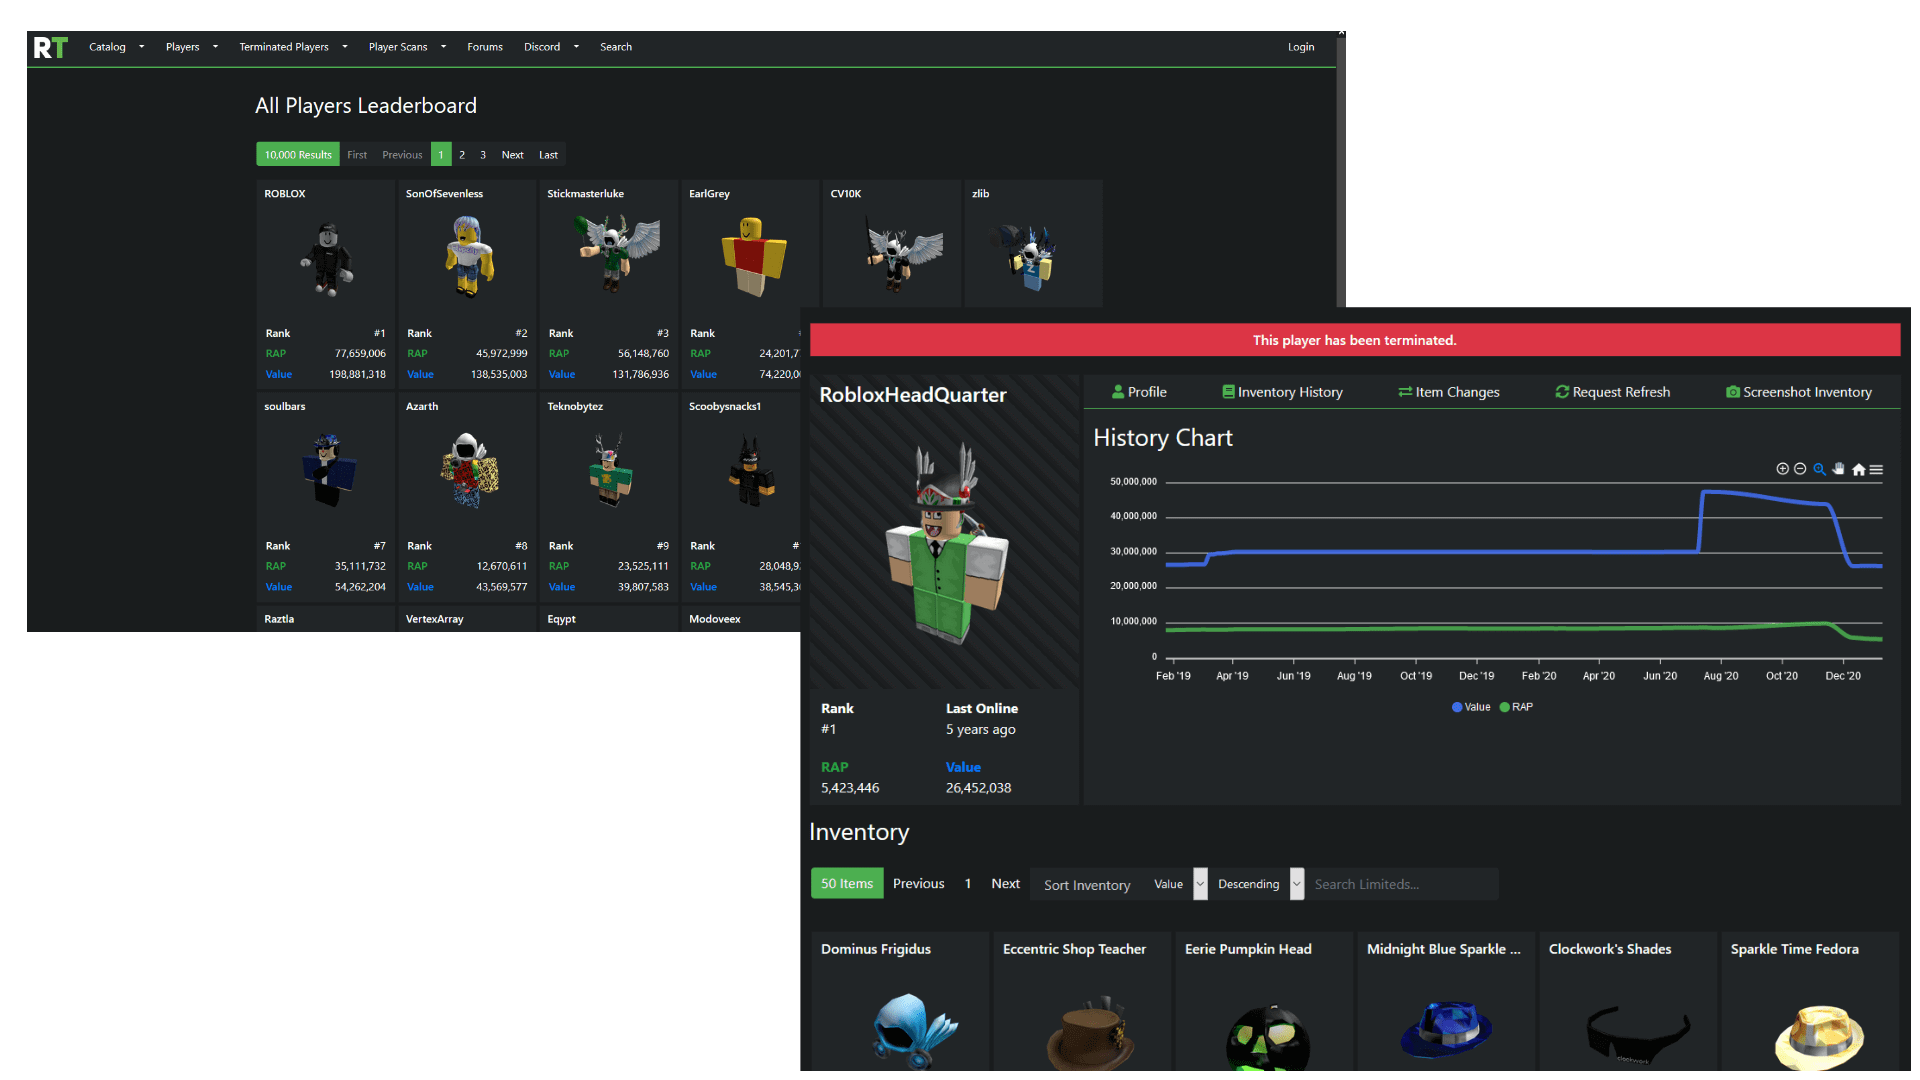 RT Catalog Players Terminated Players Player Scans Forums Discord Search Login
All Players Leaderboard
10,000 Results First Previous 1 2 3 Next Last
ROBLOX SonOfSevenless Stickmasterluke EarlGrey CV10K zlib
Rank #1 Rank #2 Rank #3 Rank
RAP 77,659,006 RAP 45,972,999 RAP 56,148,760 RAP
Value 198,881,318 Value 138,535,003 Value 131,786,936 Value
soulbars Azarth Teknobytez Scoobysnacks1
Rank #7 Rank #8 Rank #9 Rank
RAP 35,111,732 RAP 12,670,611 RAP 23,525,111 RAP
Value 54,262,204 Value 43,569,577 Value 39,807,583 Value
Raztla VertexArray Eqypt Modoveex
This player has been terminated.
RobloxHeadQuarter
Rank Last Online
#1 5 years ago
RAP Value
5,423,446 26,452,038
Profile Inventory History Item Changes Request Refresh Screenshot Inventory
History Chart
50,000,000
40,000,000
30,000,000
20,000,000
10,000,000
0
Feb '19 Apr '19 Jun '19 Aug '19 Oct '19 Dec '19 Feb '20 Apr '20 Jun '20 Aug '20 Oct '20 Dec '20
Value RAP
Inventory
50 Items Previous 1 Next Sort Inventory Value Descending Search Limiteds...
Dominus Frigidus Eccentric Shop Teacher Eerie Pumpkin Head Midnight Blue Sparkle ... Clockwork's Shades Sparkle Time Fedora
clockwork